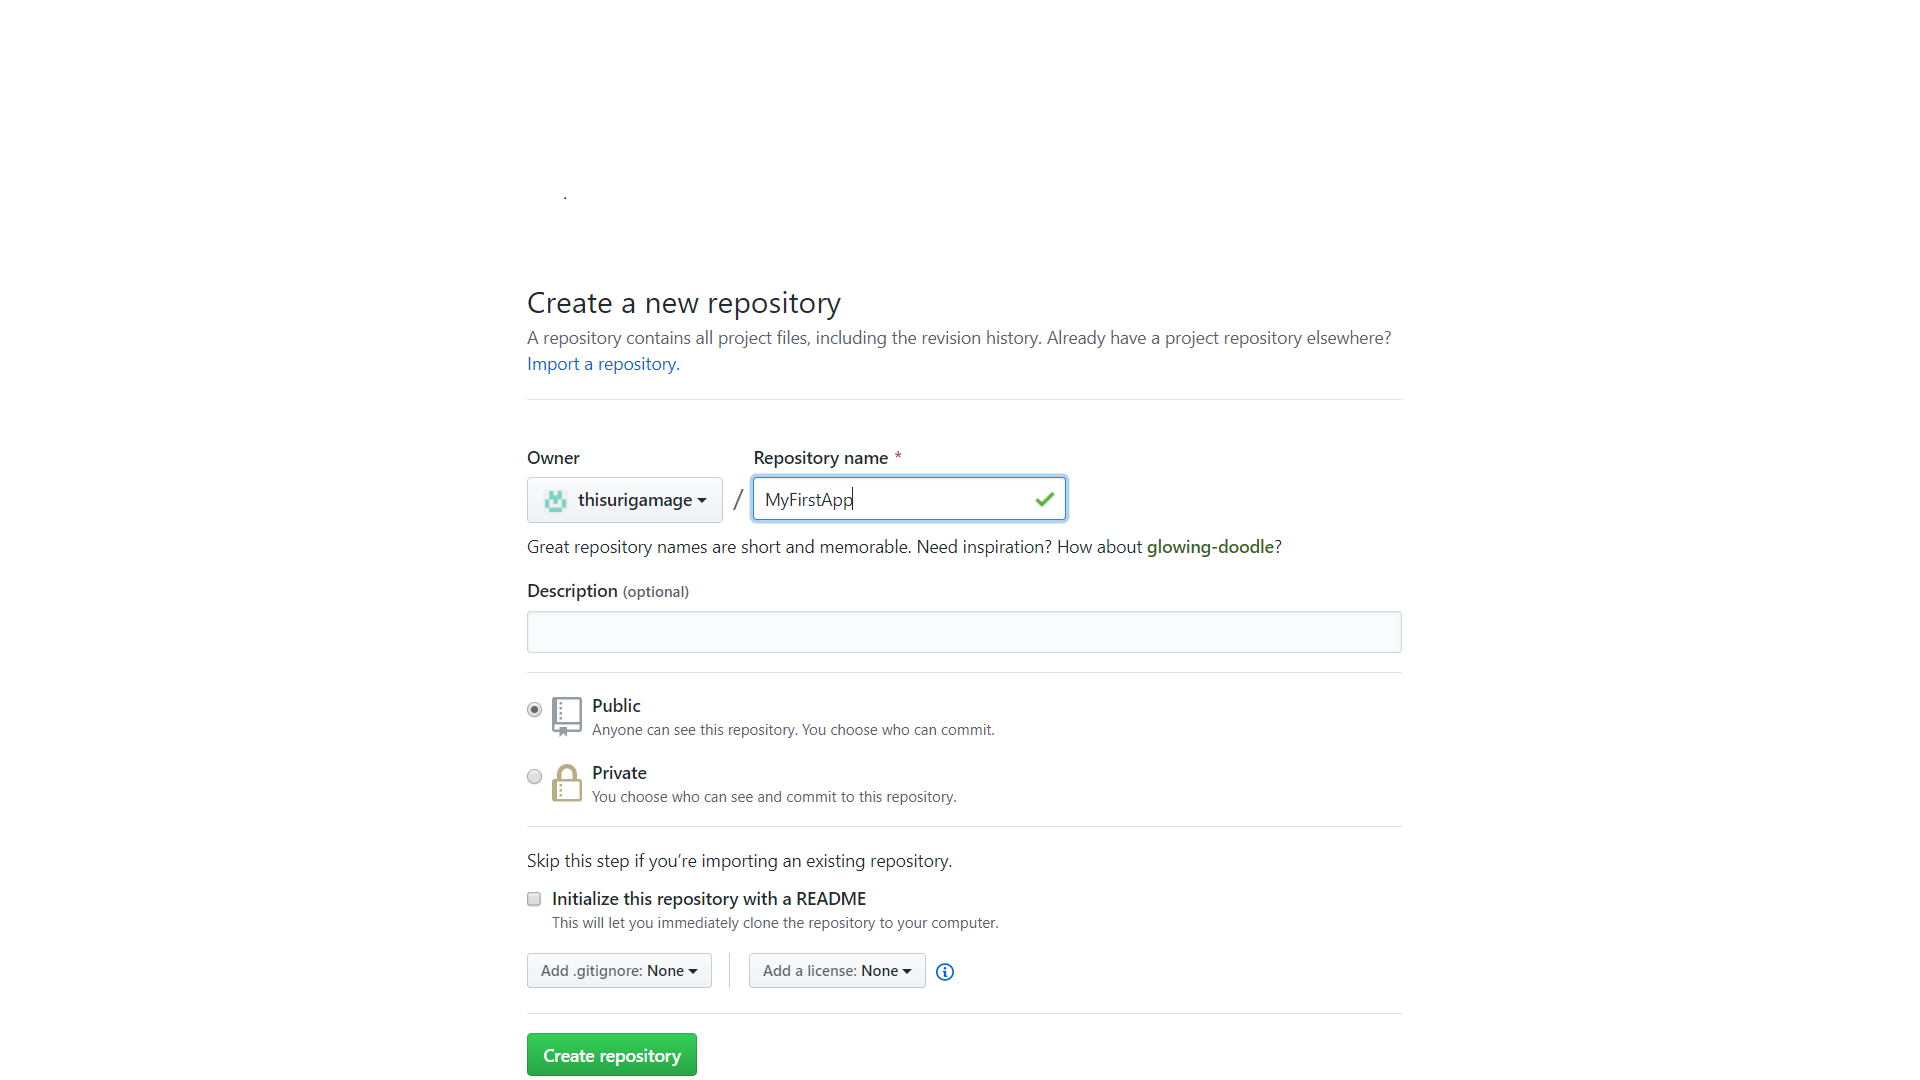 .
Create a new repository
A repository contains all project files, including the revision history. Already have a project repository elsewhere?
Import a repository.
Owner
Repository name *
thisurigamage / MyFirstApp
Great repository names are short and memorable. Need inspiration? How about glowing-doodle?
Description (optional)
Public
Anyone can see this repository. You choose who can commit.
Private
You choose who can see and commit to this repository.
Skip this step if you’re importing an existing repository.
Initialize this repository with a README
This will let you immediately clone the repository to your computer.
Add .gitignore: None
Add a license: None
Create repository